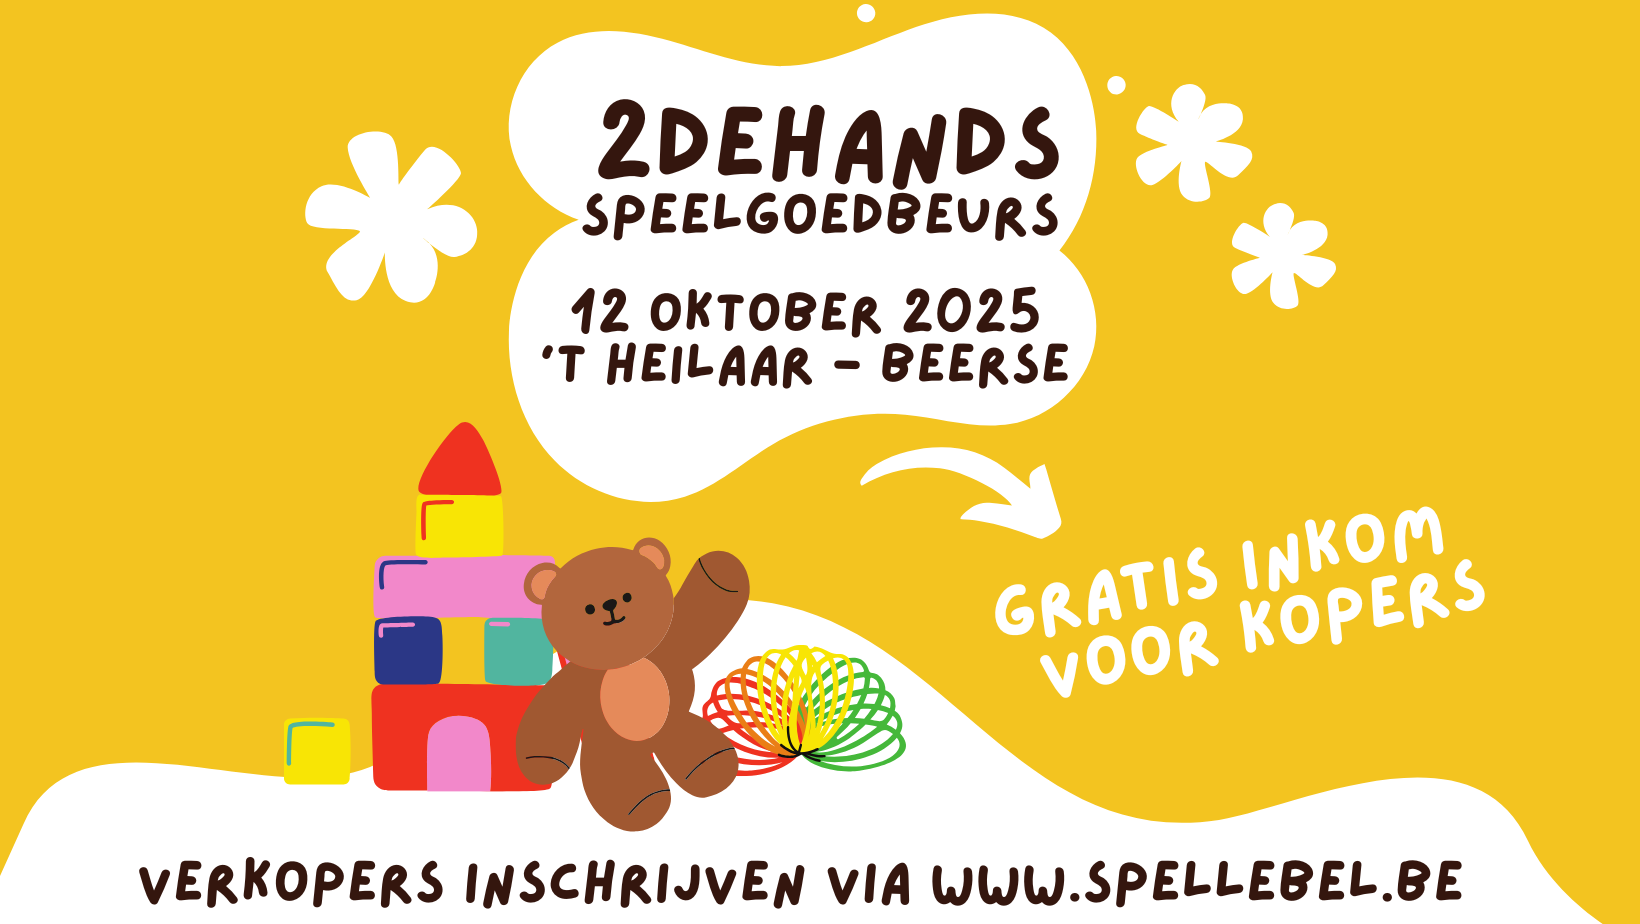 2DEHANDS
SPEELGOEDBEURS
12 OKTOBER 2025
'T HEILAAR - BEERSE
GRATIS INKOM
VOOR KOPERS
VERKOPERS INSCHRIJVEN VIA WWW.SPELLEBEL.BE